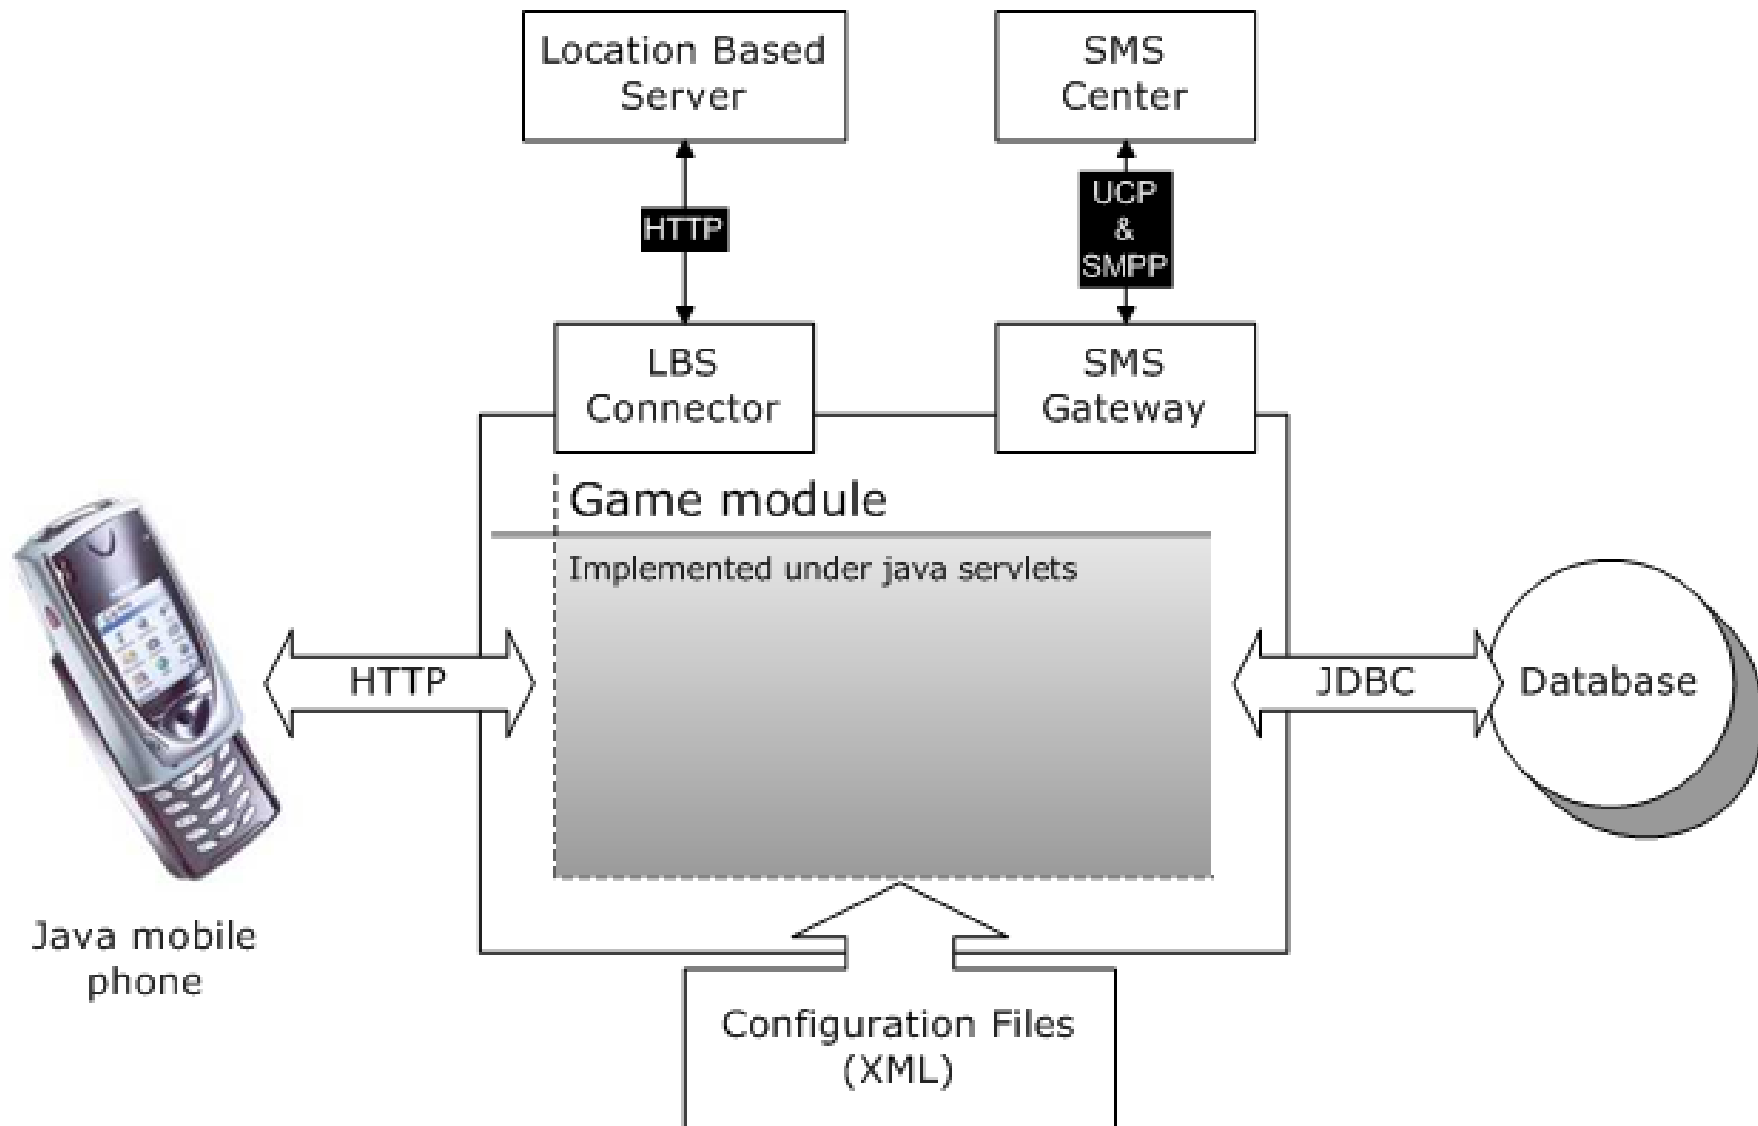 Location Based
Server
SMS
Center
HTTP
UCP
&
SMPP
LBS
Connector
SMS
Gateway
Game module
Implemented under java servlets
HTTP
JDBC
Database
Java mobile
phone
Configuration Files
(XML)